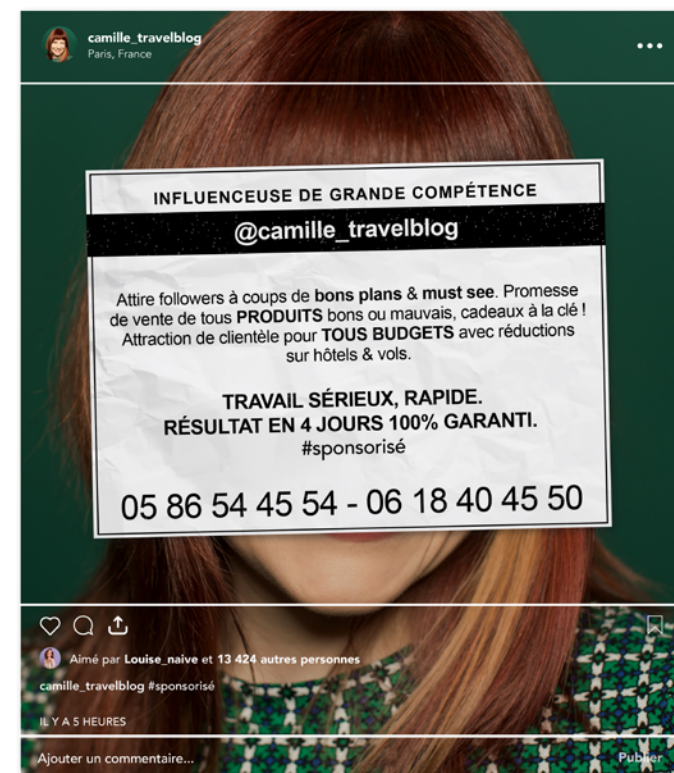 camille_travelblog
Paris, France
INFLUENCEUSE DE GRANDE COMPÉTENCE
@camille_travelblog
Attire followers à coups de bons plans & must see. Promesse
de vente de tous PRODUITS bons ou mauvais, cadeaux à la clé !
Attraction de clientèle pour TOUS BUDGETS avec réductions
sur hôtels & vols.
TRAVAIL SÉRIEUX, RAPIDE.
RÉSULTAT EN 4 JOURS 100% GARANTI.
#sponsorisé
05 86 54 45 54 - 06 18 40 45 50
Aimé par Louise_naive et 13 424 autres personnes
camille_travelblog #sponsorisé
IL Y A 5 HEURES
Ajouter un commentaire... Publier